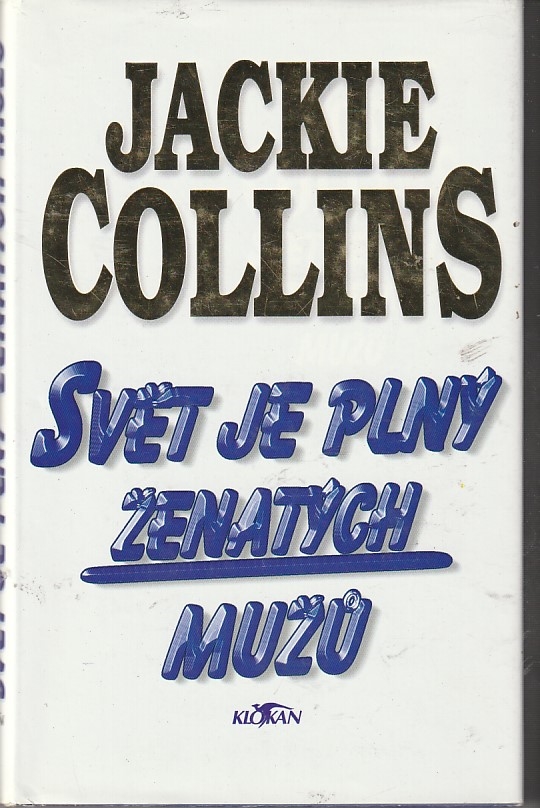 JACKIE
COLLINS
SVĚT JE PLNÝ
ŽENATÝCH
MUŽŮ
KLOKAN